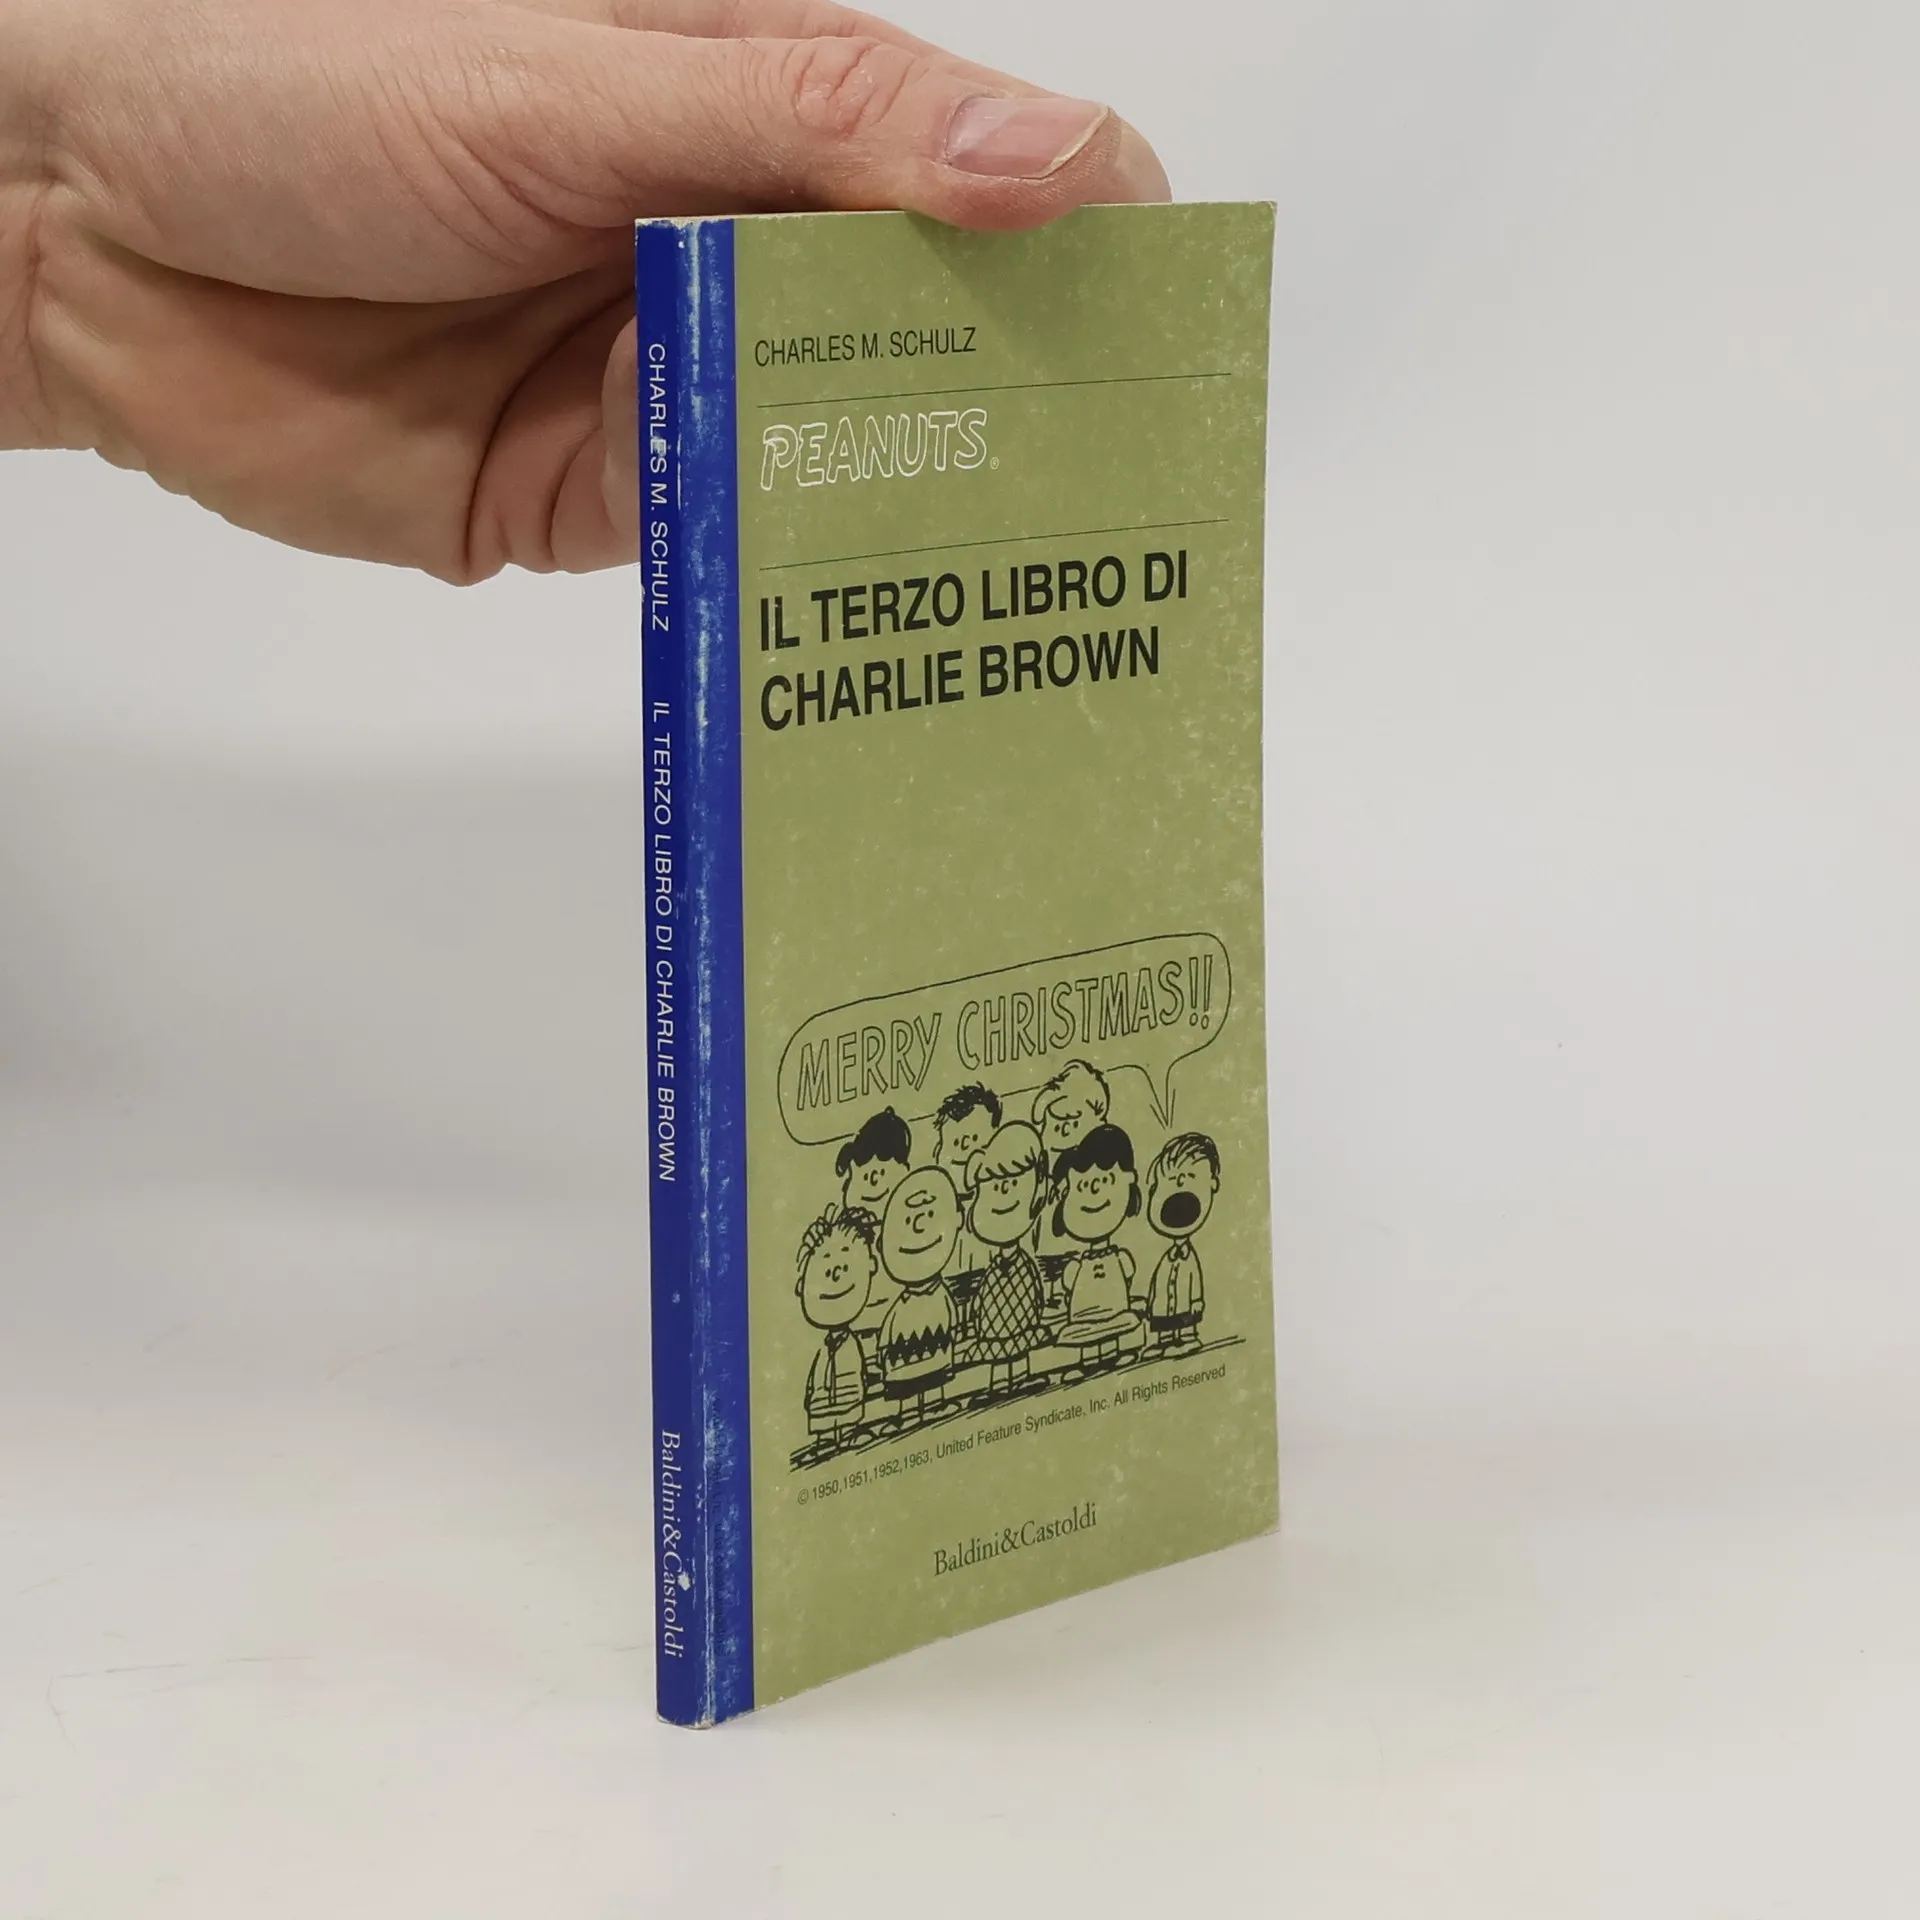 CHARLES M. SCHULZ IL TERZO LIBRO DI CHARLIE BROWN Baldini&Castoldi
CHARLES M. SCHULZ
PEANUTS®
IL TERZO LIBRO DI
CHARLIE BROWN
MERRY CHRISTMAS!!
© 1950,1951,1952,1963, United Feature Syndicate, Inc. All Rights Reserved
Baldini&Castoldi